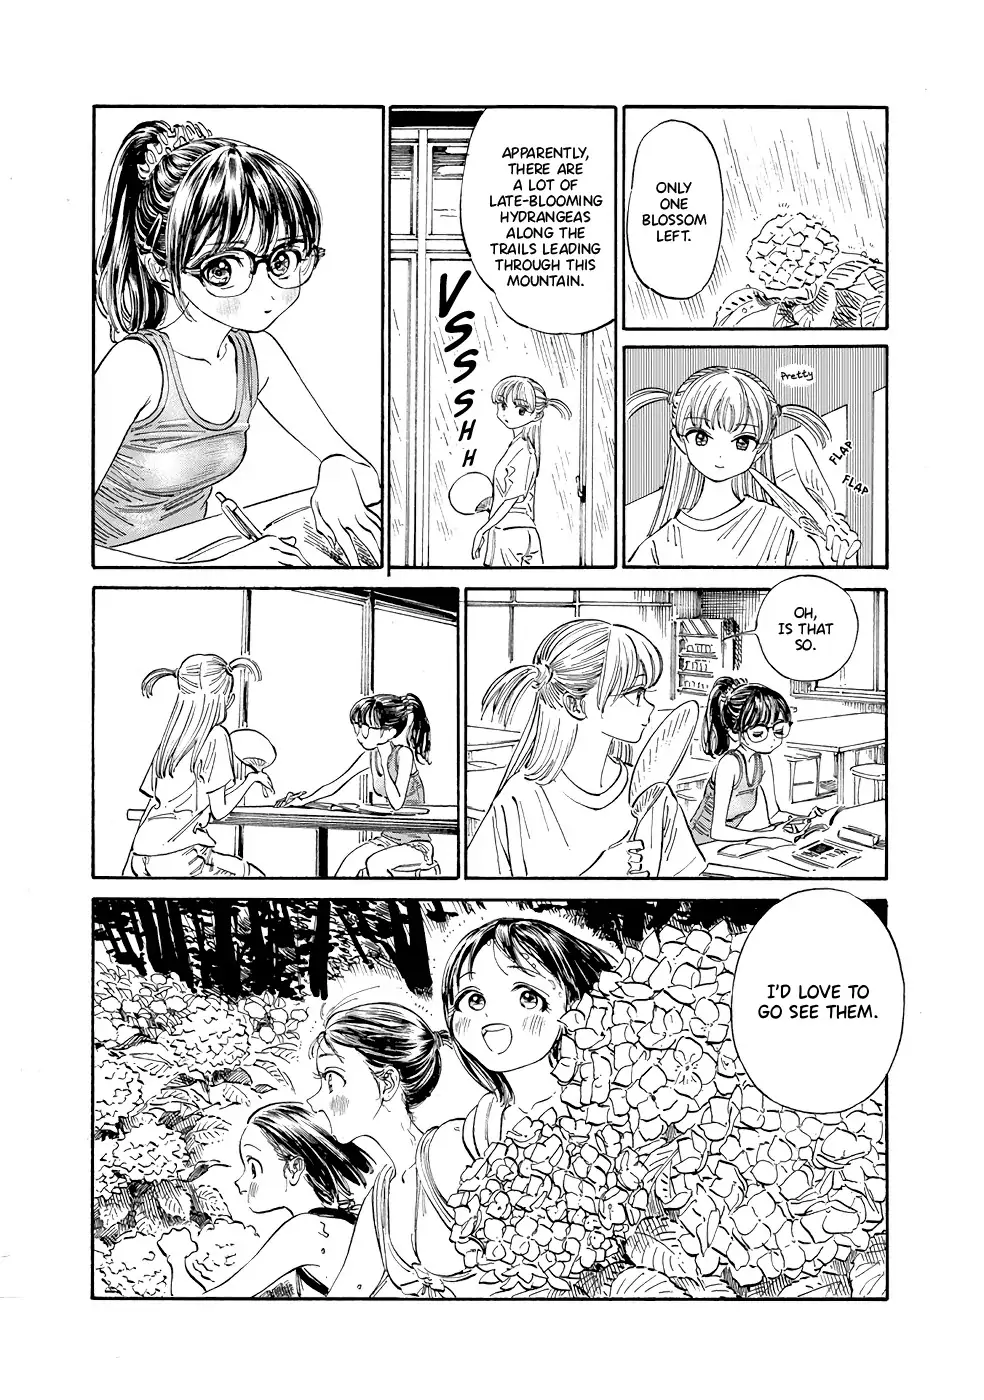 ONLY
ONE
BLOSSOM
LEFT.
Pretty
FLAP
FLAP
APPARENTLY,
THERE ARE
A LOT OF
LATE-BLOOMING
HYDRANGEAS
ALONG THE
TRAILS LEADING
THROUGH THIS
MOUNTAIN.
VSSSHH
OH,
IS THAT
SO.
I'D LOVE TO
GO SEE THEM.